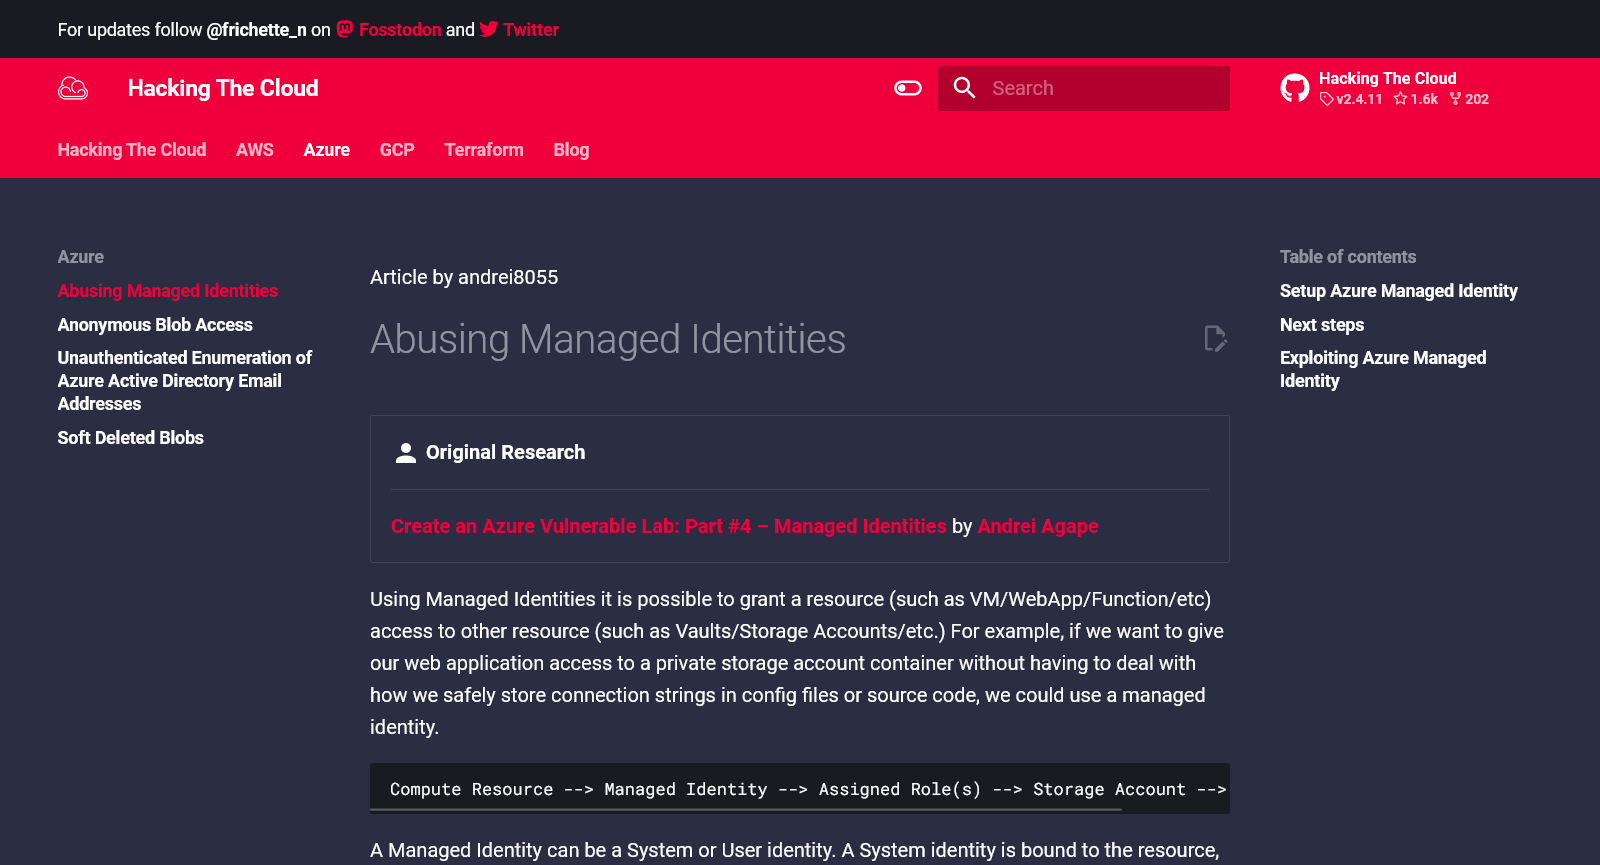 For updates follow @frichette_n on Fosstodon and Twitter
Hacking The Cloud
Search
Hacking The Cloud
v2.4.11 1.6k 202
Hacking The Cloud AWS Azure GCP Terraform Blog
Azure
Abusing Managed Identities
Anonymous Blob Access
Unauthenticated Enumeration of
Azure Active Directory Email
Addresses
Soft Deleted Blobs
Article by andrei8055
Abusing Managed Identities
Original Research
Create an Azure Vulnerable Lab: Part #4 – Managed Identities by Andrei Agape
Using Managed Identities it is possible to grant a resource (such as VM/WebApp/Function/etc)
access to other resource (such as Vaults/Storage Accounts/etc.) For example, if we want to give
our web application access to a private storage account container without having to deal with
how we safely store connection strings in config files or source code, we could use a managed
identity.
Compute Resource --> Managed Identity --> Assigned Role(s) --> Storage Account -->
A Managed Identity can be a System or User identity. A System identity is bound to the resource,
Table of contents
Setup Azure Managed Identity
Next steps
Exploiting Azure Managed
Identity